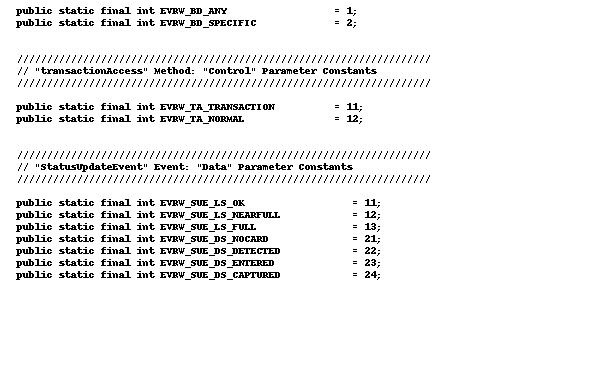 public static final int EVRW_BD_ANY = 1;
public static final int EVRW_BD_SPECIFIC = 2;
/////////////////////////////////////////////////////////////////////
// "transactionAccess" Method: "Control" Parameter Constants
/////////////////////////////////////////////////////////////////////
public static final int EVRW_TA_TRANSACTION = 11;
public static final int EVRW_TA_NORMAL = 12;
/////////////////////////////////////////////////////////////////////
// "StatusUpdateEvent" Event: "Data" Parameter Constants
/////////////////////////////////////////////////////////////////////
public static final int EVRW_SUE_LS_OK = 11;
public static final int EVRW_SUE_LS_NEARFULL = 12;
public static final int EVRW_SUE_LS_FULL = 13;
public static final int EVRW_SUE_DS_NOCARD = 21;
public static final int EVRW_SUE_DS_DETECTED = 22;
public static final int EVRW_SUE_DS_ENTERED = 23;
public static final int EVRW_SUE_DS_CAPTURED = 24;